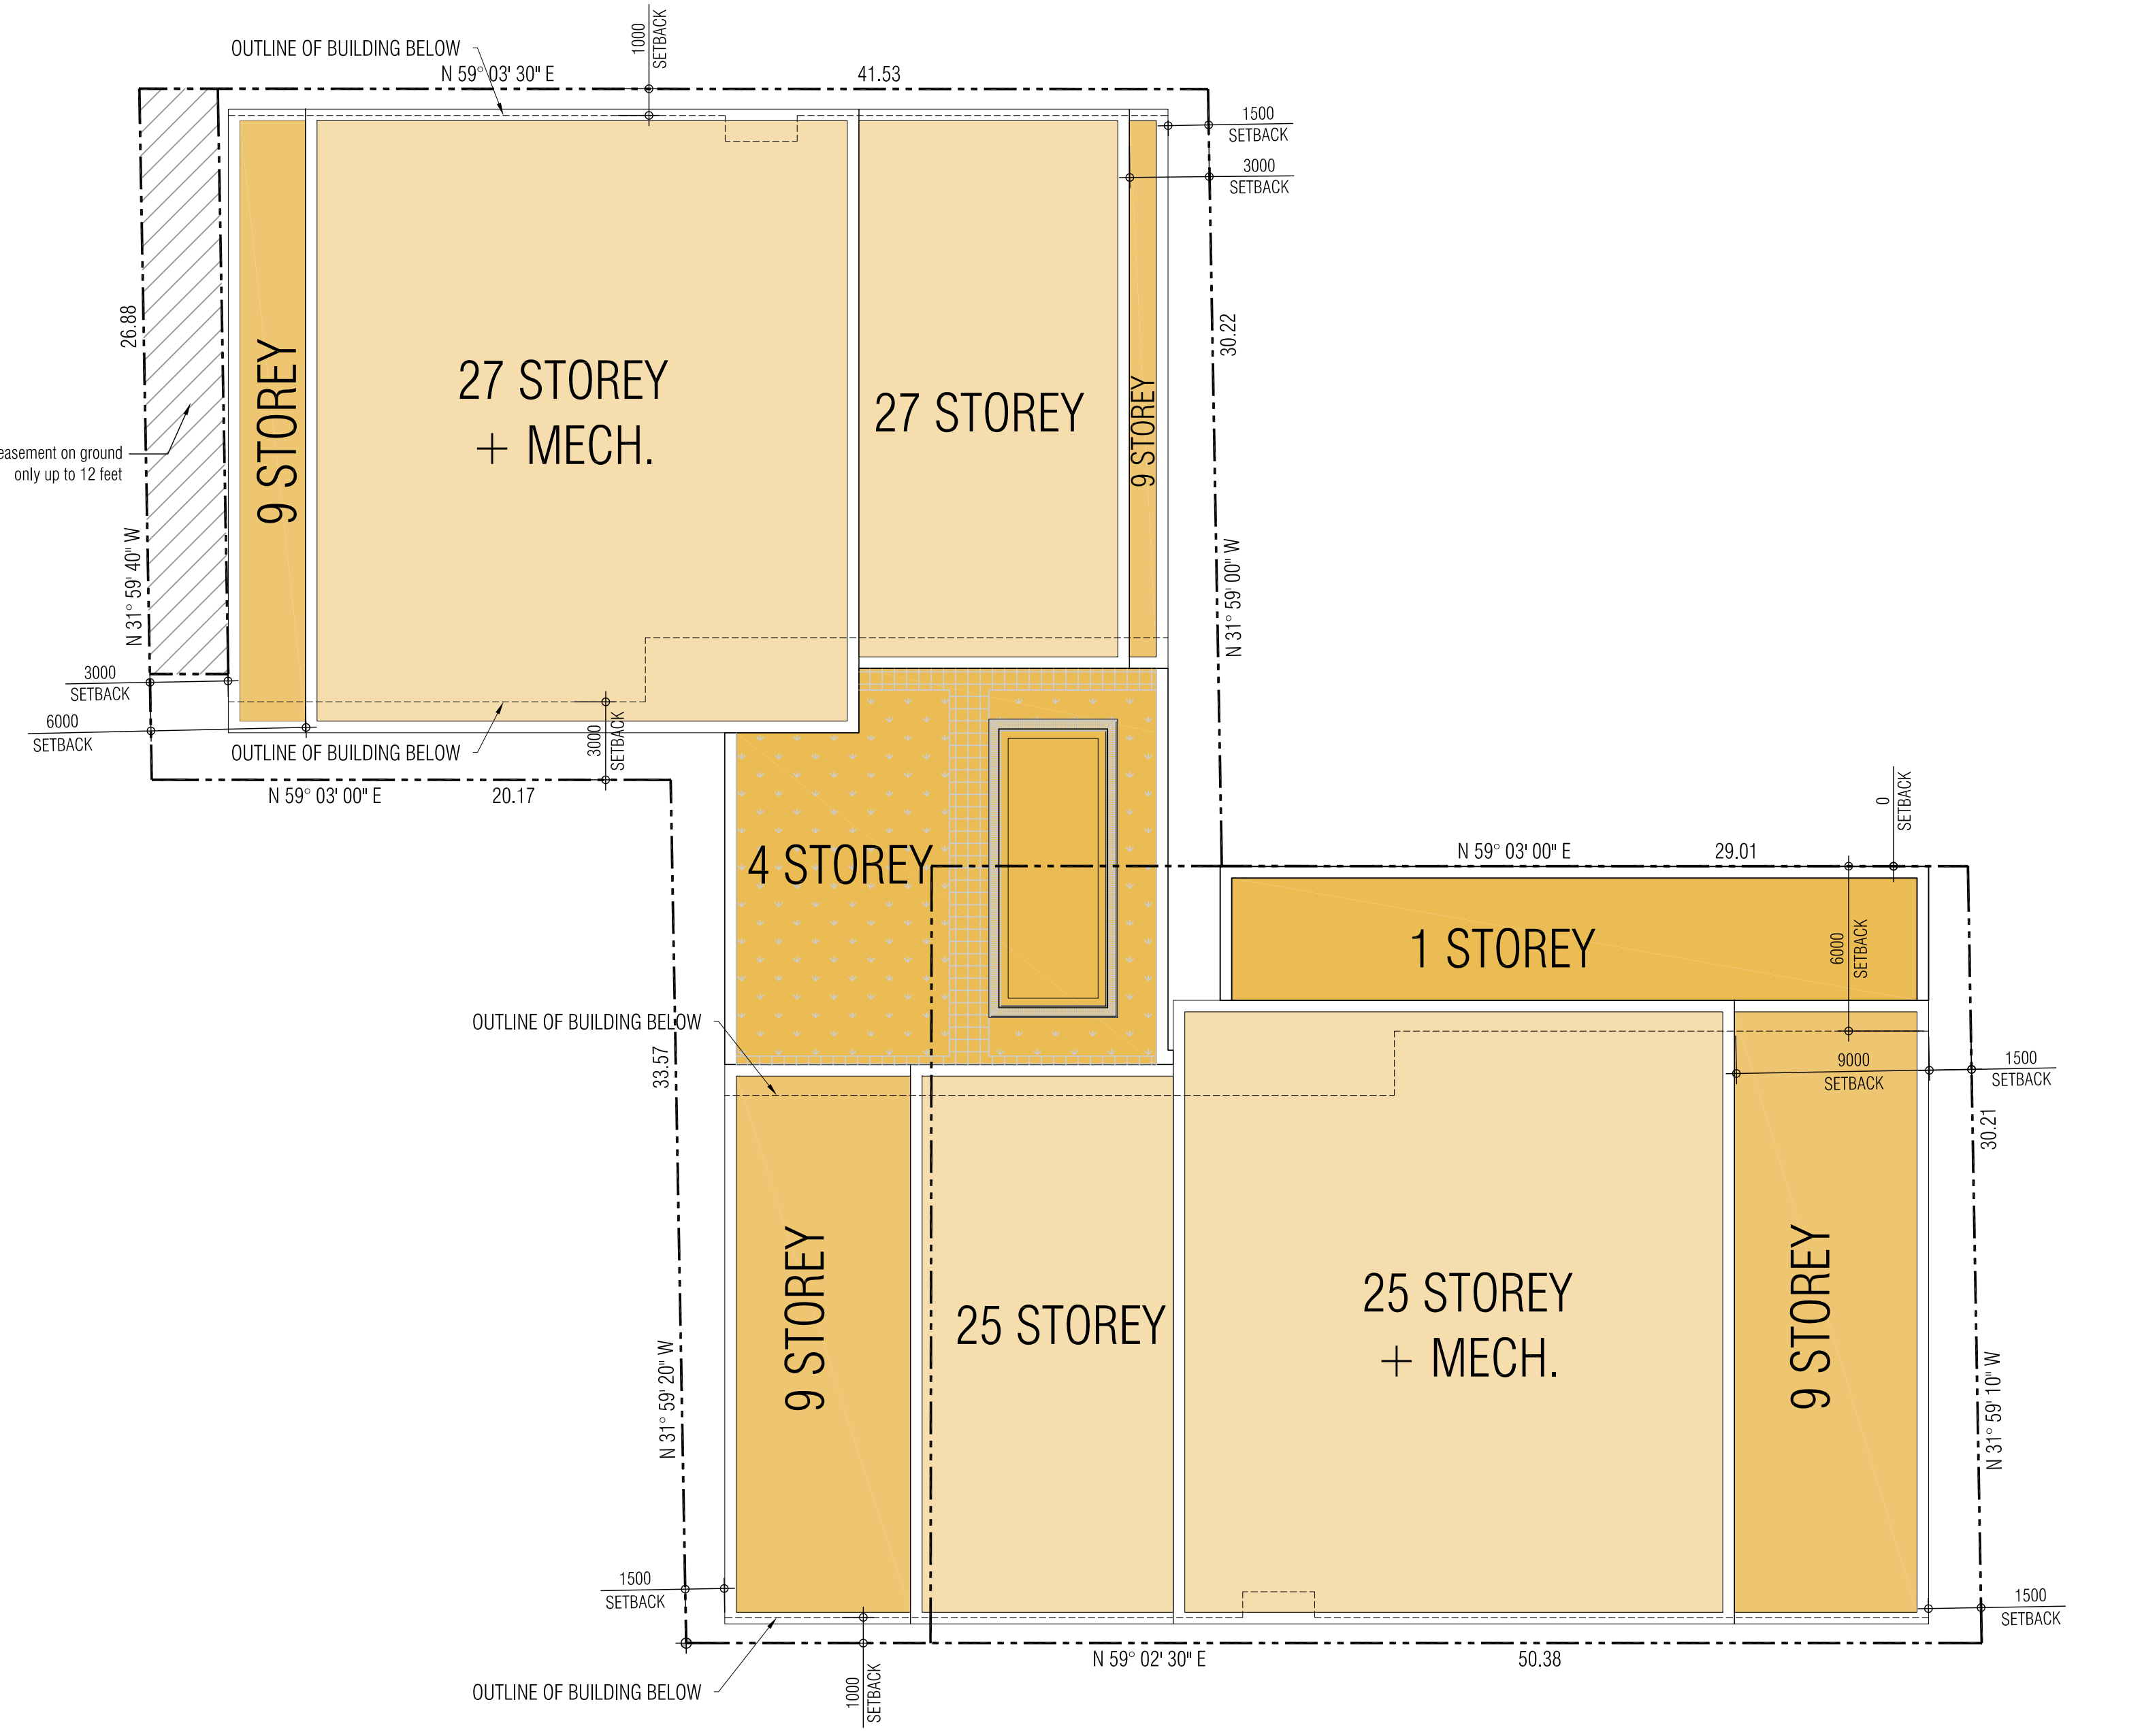 1000
SETBACK
OUTLINE OF BUILDING BELOW
N 59° 03' 30" E
41.53
1500
SETBACK
3000
SETBACK
26.88
N 31° 59' 40" W
30.22
N 31° 59' 00" W
9 STOREY
27 STOREY
+ MECH.
27 STOREY
9 STOREY
easement on ground
only up to 12 feet
3000
SETBACK
6000
SETBACK
OUTLINE OF BUILDING BELOW
3000
SETBACK
N 59° 03' 00" E
20.17
4 STOREY
0
SETBACK
N 59° 03' 00" E
29.01
1 STOREY
6000
SETBACK
OUTLINE OF BUILDING BELOW
33.57
N 31° 59' 20" W
9000
SETBACK
1500
SETBACK
30.21
N 31° 59' 10" W
9 STOREY
25 STOREY
25 STOREY
+ MECH.
9 STOREY
1500
SETBACK
1500
SETBACK
N 59° 02' 30" E
50.38
OUTLINE OF BUILDING BELOW
1000
SETBACK